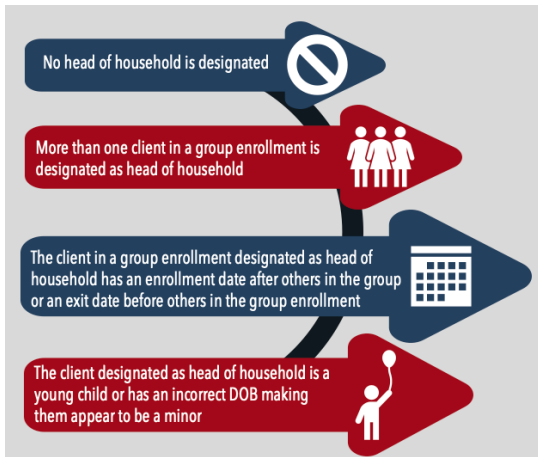 No head of household is designated
More than one client in a group enrollment is
designated as head of household
The client in a group enrollment designated as head of
household has an enrollment date after others in the group
or an exit date before others in the group enrollment
The client designated as head of household is a
young child or has an incorrect DOB making
them appear to be a minor